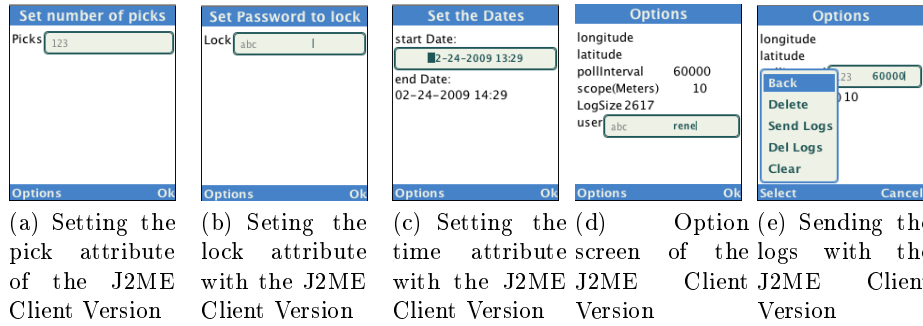 Set number of picks
Picks 123
Options Ok
Set Password to lock
Lock abc
Options Ok
Set the Dates
start Date:
2-24-2009 13:29
end Date:
02-24-2009 14:29
Options Ok
Options
longitude
latitude
pollInterval 60000
scope(Meters) 10
LogSize 2617
user abc rene
Options Ok
Options
longitude
latitude
123 60000
10
Back
Delete
Send Logs
Del Logs
Clear
Select Cancel
(a) Setting the
pick attribute
of the J2ME
Client Version
(b) Seting the
lock attribute
with the J2ME
Client Version
(c) Setting the
time attribute
with the J2ME
Client Version
(d) Option
screen of the
J2ME Client
Version
(e) Sending the
logs with the
J2ME Client
Version